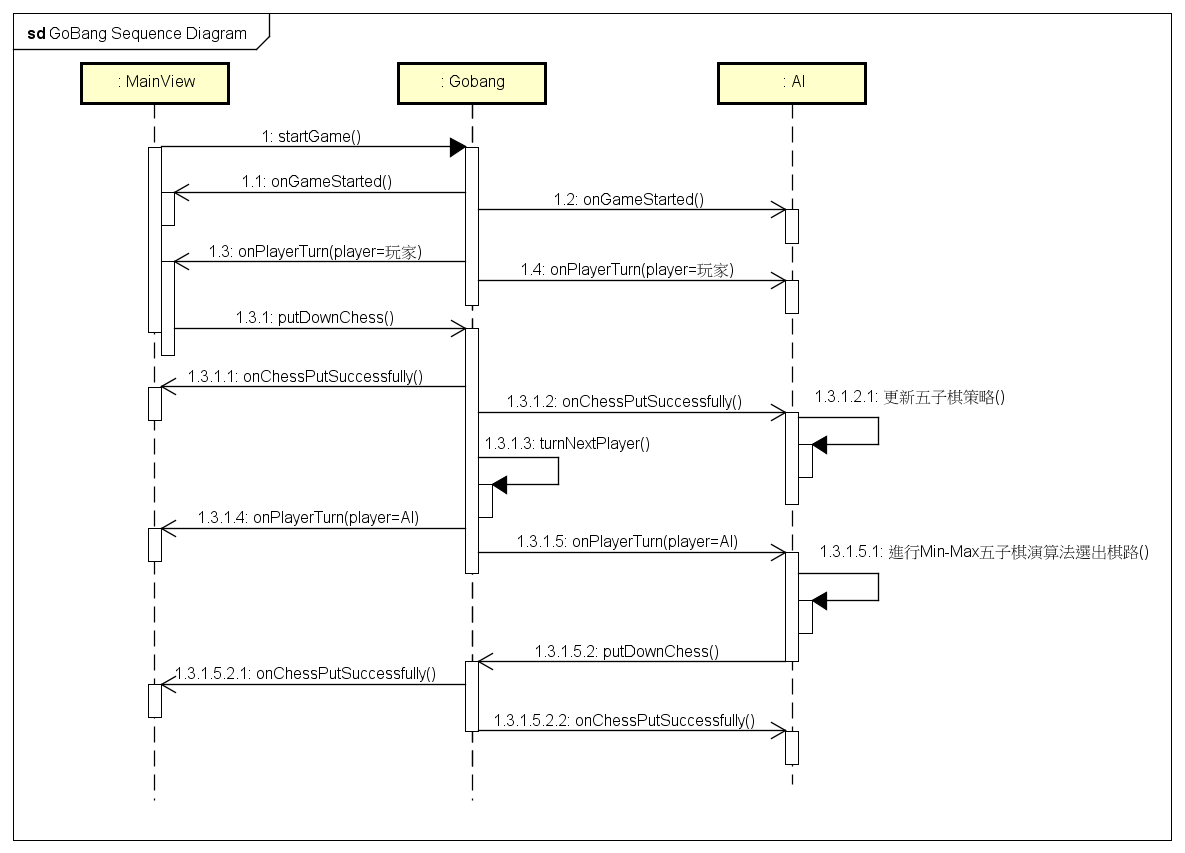 sd GoBang Sequence Diagram
: MainView
: Gobang
: AI
1: startGame()
1.1: onGameStarted()
1.2: onGameStarted()
1.3: onPlayerTurn(player=玩家)
1.4: onPlayerTurn(player=玩家)
1.3.1: putDownChess()
1.3.1.1: onChessPutSuccessfully()
1.3.1.2: onChessPutSuccessfully()
1.3.1.2.1: 更新五子棋策略()
1.3.1.3: turnNextPlayer()
1.3.1.4: onPlayerTurn(player=AI)
1.3.1.5: onPlayerTurn(player=AI)
1.3.1.5.1: 進行Min-Max五子棋演算法選出棋路()
1.3.1.5.2: putDownChess()
1.3.1.5.2.1: onChessPutSuccessfully()
1.3.1.5.2.2: onChessPutSuccessfully()